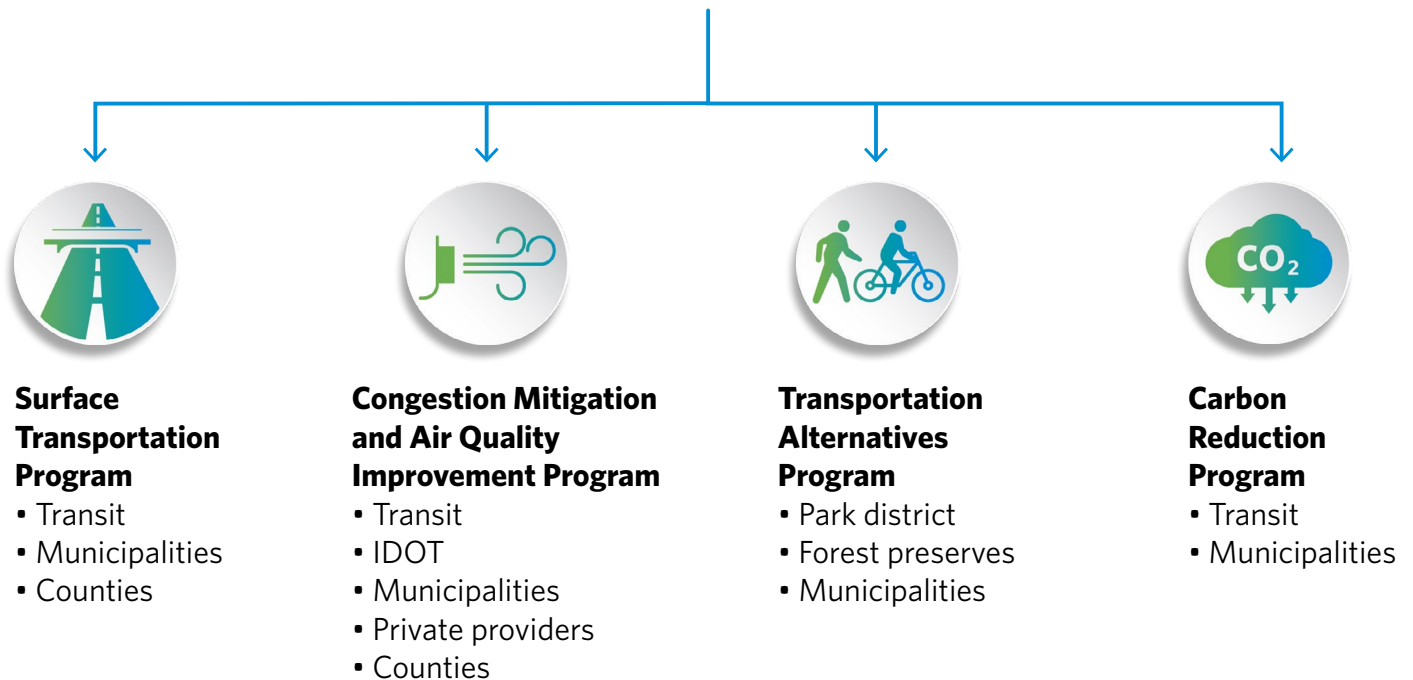 CO₂
Surface
Transportation
Program
• Transit
• Municipalities
• Counties
Congestion Mitigation
and Air Quality
Improvement Program
• Transit
• IDOT
• Municipalities
• Private providers
• Counties
Transportation
Alternatives
Program
• Park district
• Forest preserves
• Municipalities
Carbon
Reduction
Program
• Transit
• Municipalities